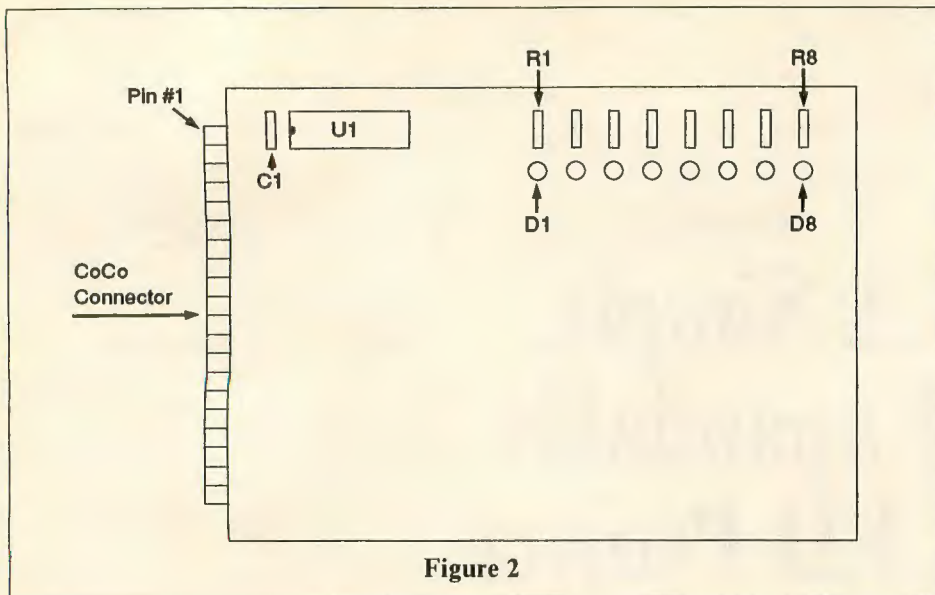 R1
R8
Pin #1
U1
C1
D1
D8
CoCo
Connector
Figure 2